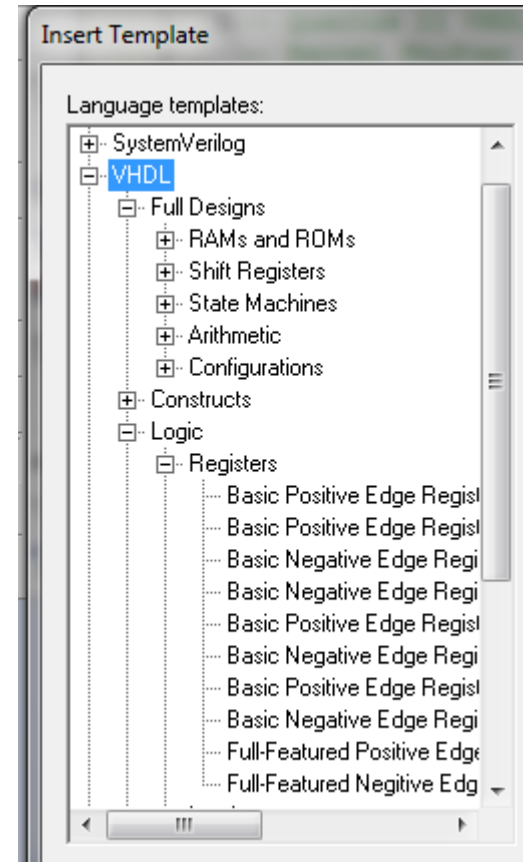 Insert Template
Language templates:
SystemVerilog
VHDL
Full Designs
RAMs and ROMs
Shift Registers
State Machines
Arithmetic
Configurations
Constructs
Logic
Registers
Basic Positive Edge Regist
Basic Positive Edge Regist
Basic Negative Edge Regi
Basic Negative Edge Regi
Basic Positive Edge Regist
Basic Negative Edge Regi
Basic Positive Edge Regist
Basic Negative Edge Regi
Full-Featured Positive Edge
Full-Featured Negitive Edg